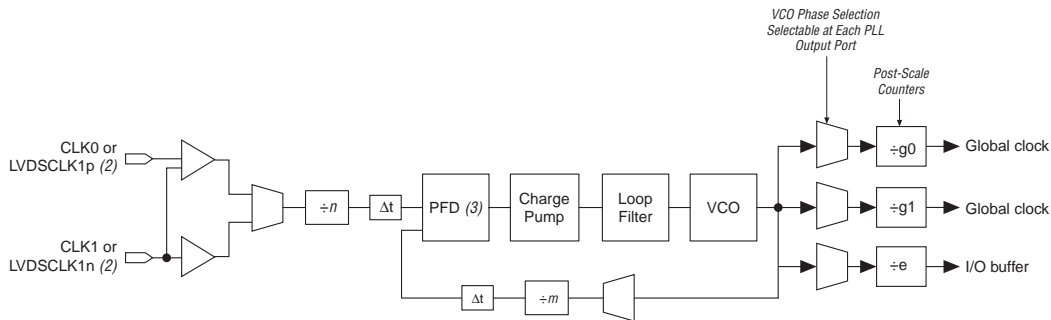 VCO Phase Selection
Selectable at Each PLL
Output Port
Post-Scale
Counters
CLK0 or
LVDSCLK1p (2)
÷n
Δt
PFD (3)
Charge
Pump
Loop
Filter
VCO
÷g0
Global clock
÷g1
Global clock
CLK1 or
LVDSCLK1n (2)
÷e
I/O buffer
Δt
÷m